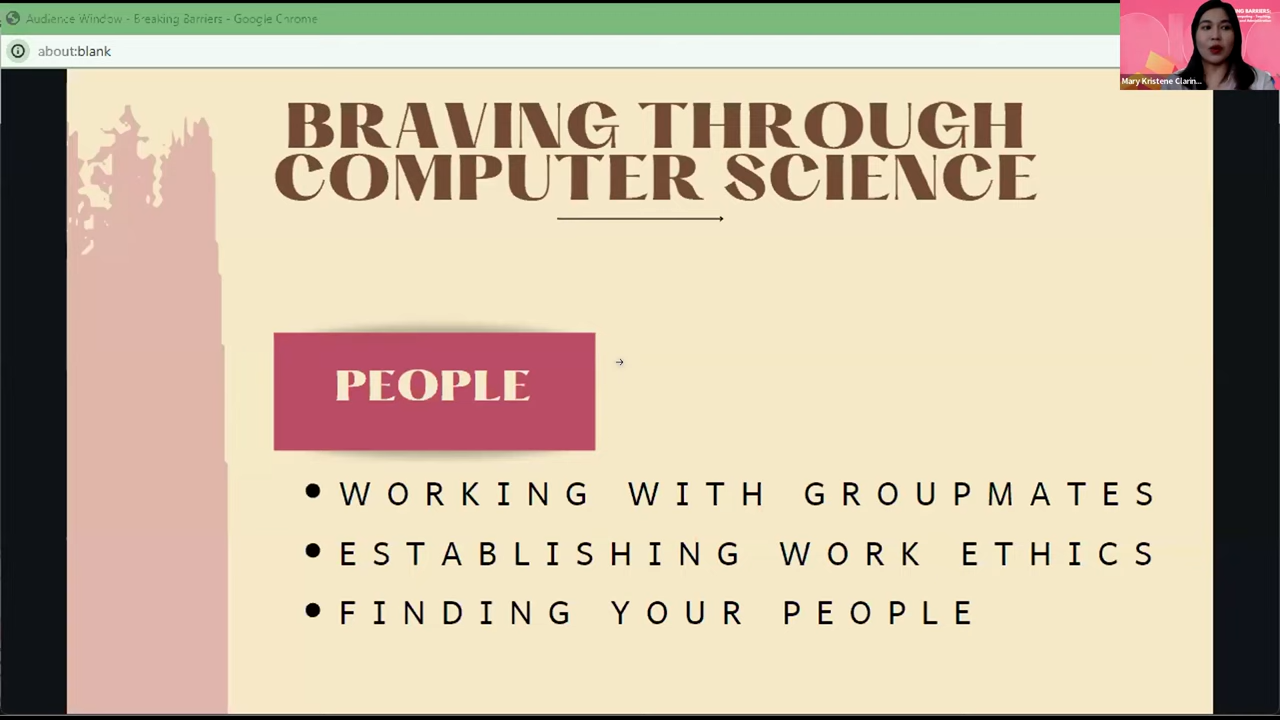 Audience Window - Breaking Barriers - Google Chrome
about:blank
Mary Kristene Clarin...
BRAVING THROUGH
COMPUTER SCIENCE
PEOPLE
WORKING WITH GROUPMATES
ESTABLISHING WORK ETHICS
FINDING YOUR PEOPLE